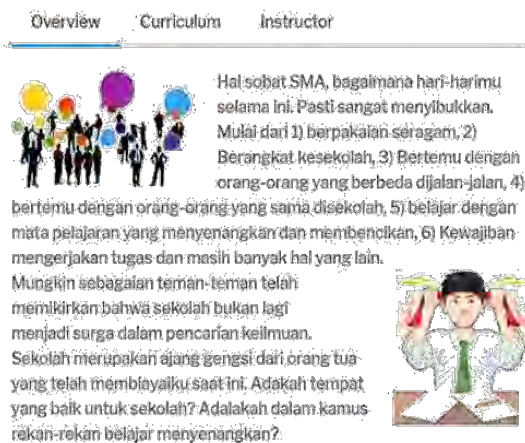 Overview Curriculum Instructor
Hai sobat SMA, bagaimana hari-harimu
selama ini. Pasti sangat menyibukkan.
Mulai dari 1) berpakaian seragam, 2)
Berangkat kesekolah, 3) Bertemu dengan
orang-orang yang berbeda dijalan-jalan, 4)
bertemu dengan orang-orang yang sama disekolah, 5) belajar dengan
mata pelajaran yang menyenangkan dan membencikan, 6) Kewajiban
mengerjakan tugas dan masih banyak hal yang lain.
Mungkin sebagaian teman-teman telah
memikirkan bahwa sekolah bukan lagi
menjadi surga dalam pencarian keilmuan.
Sekolah merupakan ajang gengsi dari orang tua
yang telah membiayaiku saat ini. Adakah tempat
yang baik untuk sekolah? Adalakah dalam kamus
rekan-rekan belajar menyenangkan?